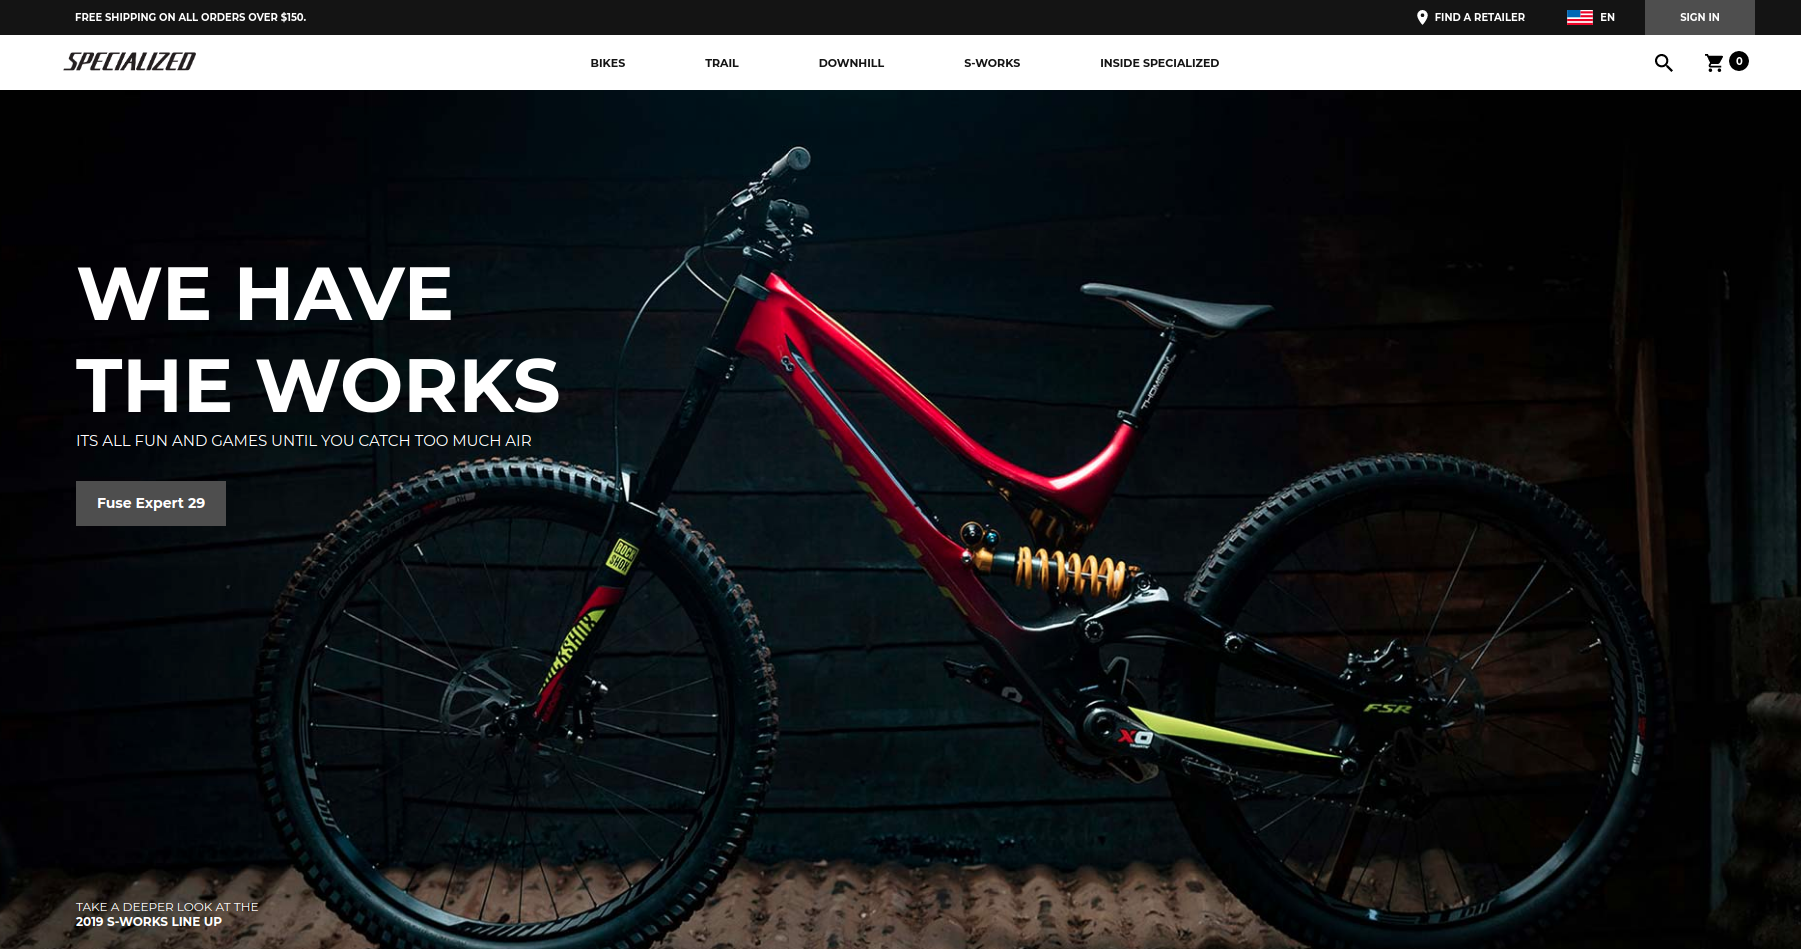 FREE SHIPPING ON ALL ORDERS OVER $150.
FIND A RETAILER
EN
SIGN IN
SPECIALIZED
BIKES
TRAIL
DOWNHILL
S-WORKS
INSIDE SPECIALIZED
0
WE HAVE
THE WORKS
ITS ALL FUN AND GAMES UNTIL YOU CATCH TOO MUCH AIR
Fuse Expert 29
THOMSON
ROCK
SHOX
ROCKSHOX
FSR
XO
TAKE A DEEPER LOOK AT THE
2019 S-WORKS LINE UP